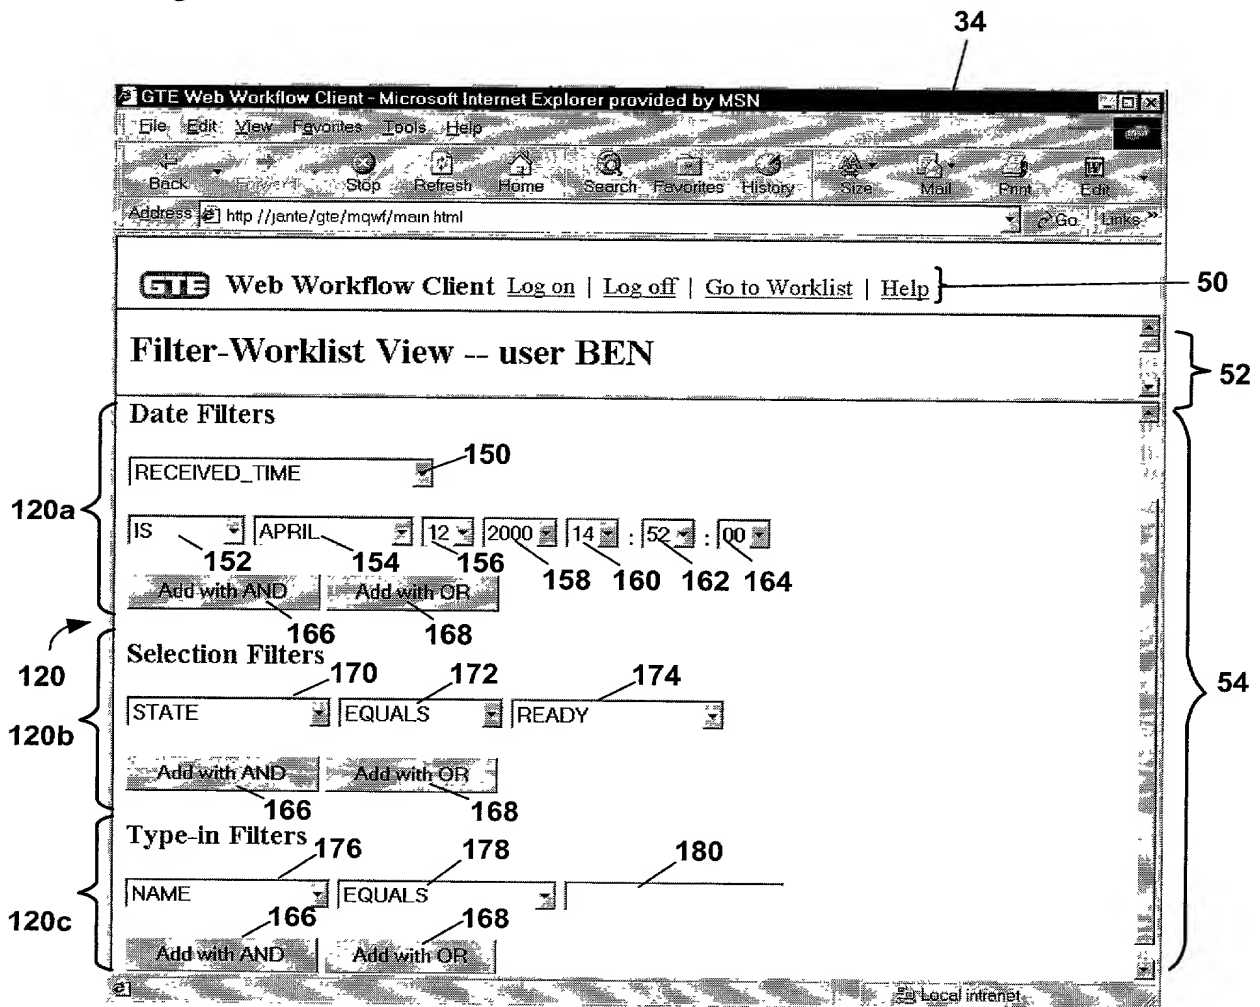 34
GTE Web Workflow Client - Microsoft Internet Explorer provided by MSN
File Edit View Favorites Tools Help
Back Forward Stop Refresh Home Search Favorites History Size Mail Print Edit
Address http //jante/gte/mqwf/main html Go Links »
GTE Web Workflow Client Log on | Log off | Go to Worklist | Help 50
Filter-Worklist View -- user BEN
52
Date Filters
150
RECEIVED_TIME
120a
IS APRIL 12 2000 14 : 52 : 00
152 154 156 158 160 162 164
Add with AND Add with OR
166 168
120
Selection Filters
170 172 174
54
STATE EQUALS READY
120b
Add with AND Add with OR
166 168
Type-in Filters
176 178 180
NAME EQUALS
120c
166 168
Add with AND Add with OR
Local intranet